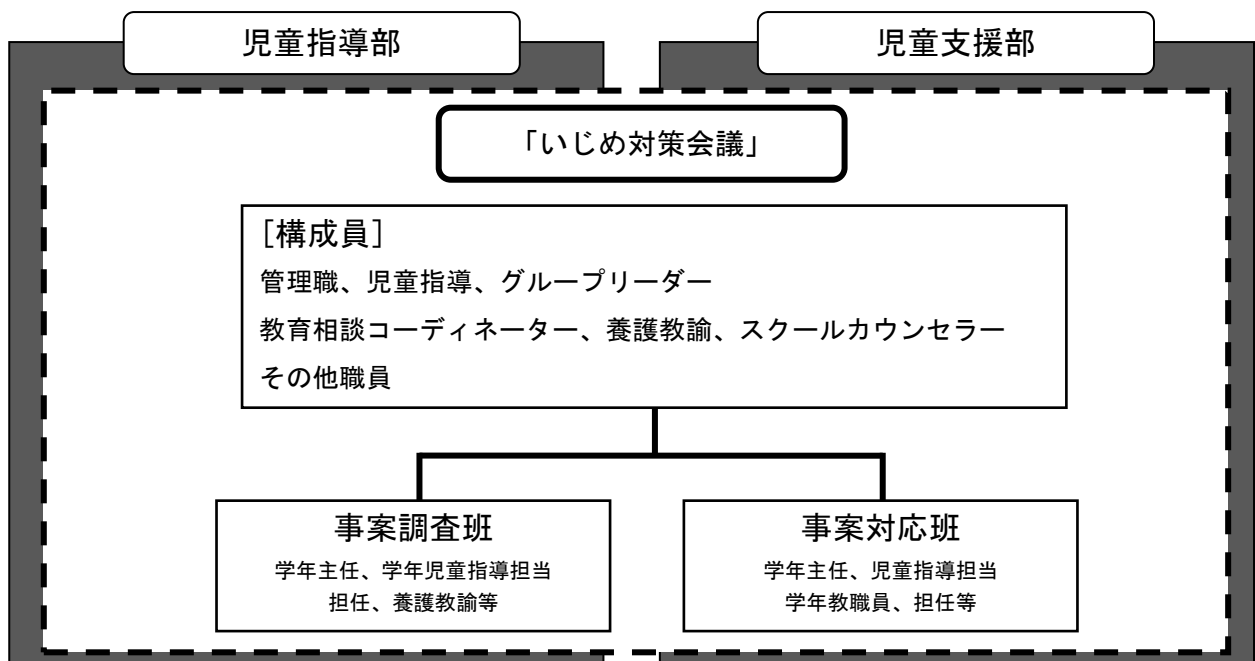 児童指導部
児童支援部
「いじめ対策会議」
［構成員］
管理職、児童指導、グループリーダー
教育相談コーディネーター、養護教諭、スクールカウンセラー
その他職員
事案調査班
学年主任、学年児童指導担当
担任、養護教諭等
事案対応班
学年主任、児童指導担当
学年教職員、担任等